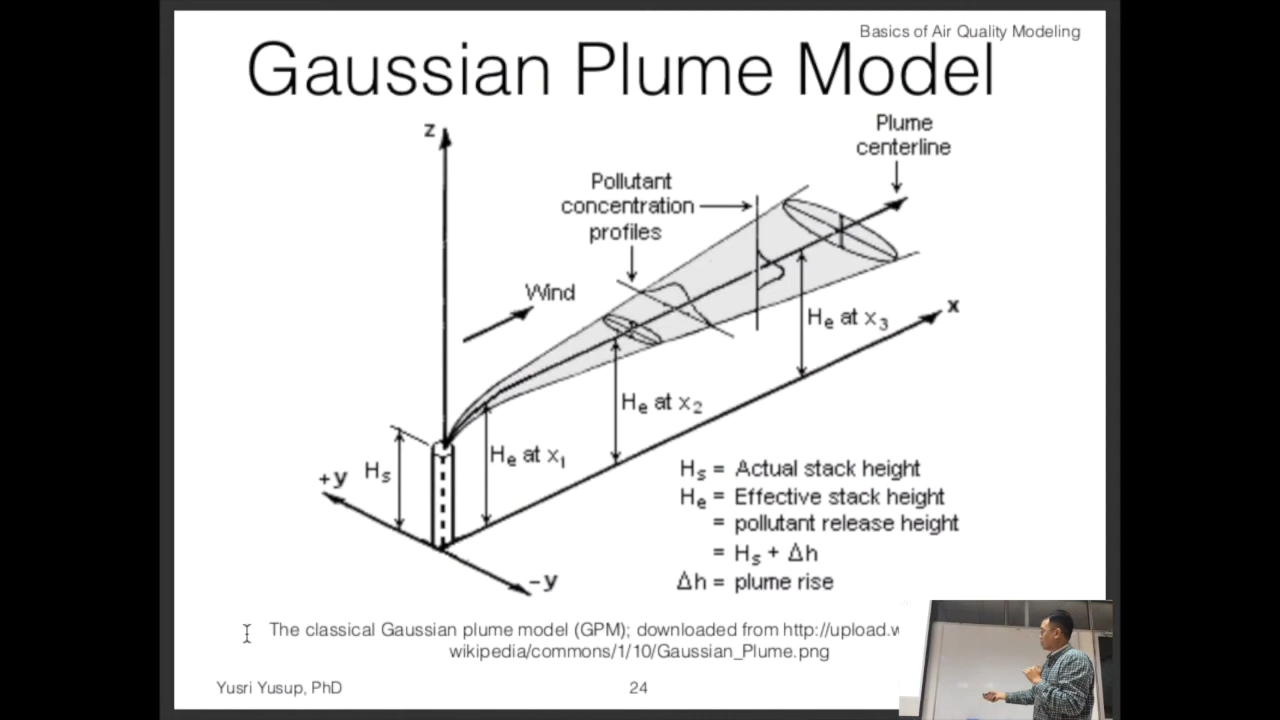 Basics of Air Quality Modeling
Gaussian Plume Model
z
Plume
centerline
Pollutant
concentration
profiles
Wind
x
He at x3
He at x2
He at x1
Hs
+y
-y
Hs = Actual stack height
He = Effective stack height
= pollutant release height
= Hs + Δh
Δh = plume rise
The classical Gaussian plume model (GPM); downloaded from http://upload.w
wikipedia/commons/1/10/Gaussian_Plume.png
Yusri Yusup, PhD
24